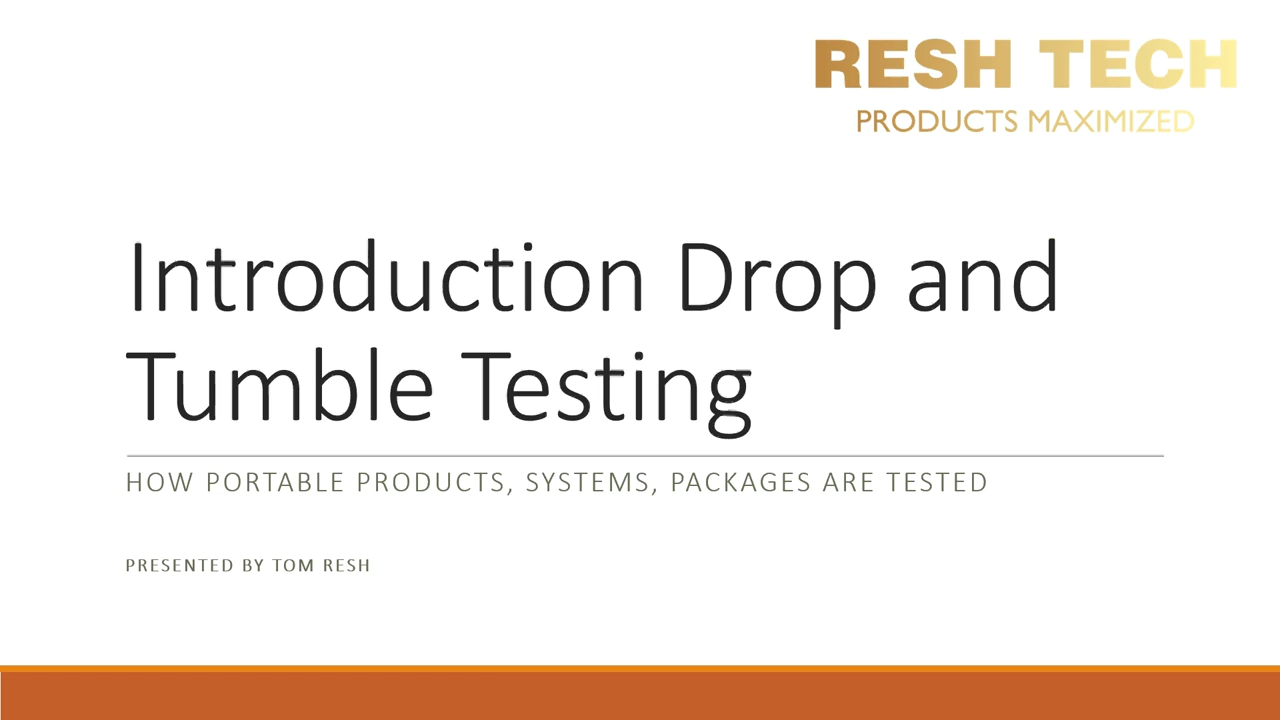 RESH TECH
PRODUCTS MAXIMIZED
Introduction Drop and
Tumble Testing
HOW PORTABLE PRODUCTS, SYSTEMS, PACKAGES ARE TESTED
PRESENTED BY TOM RESH